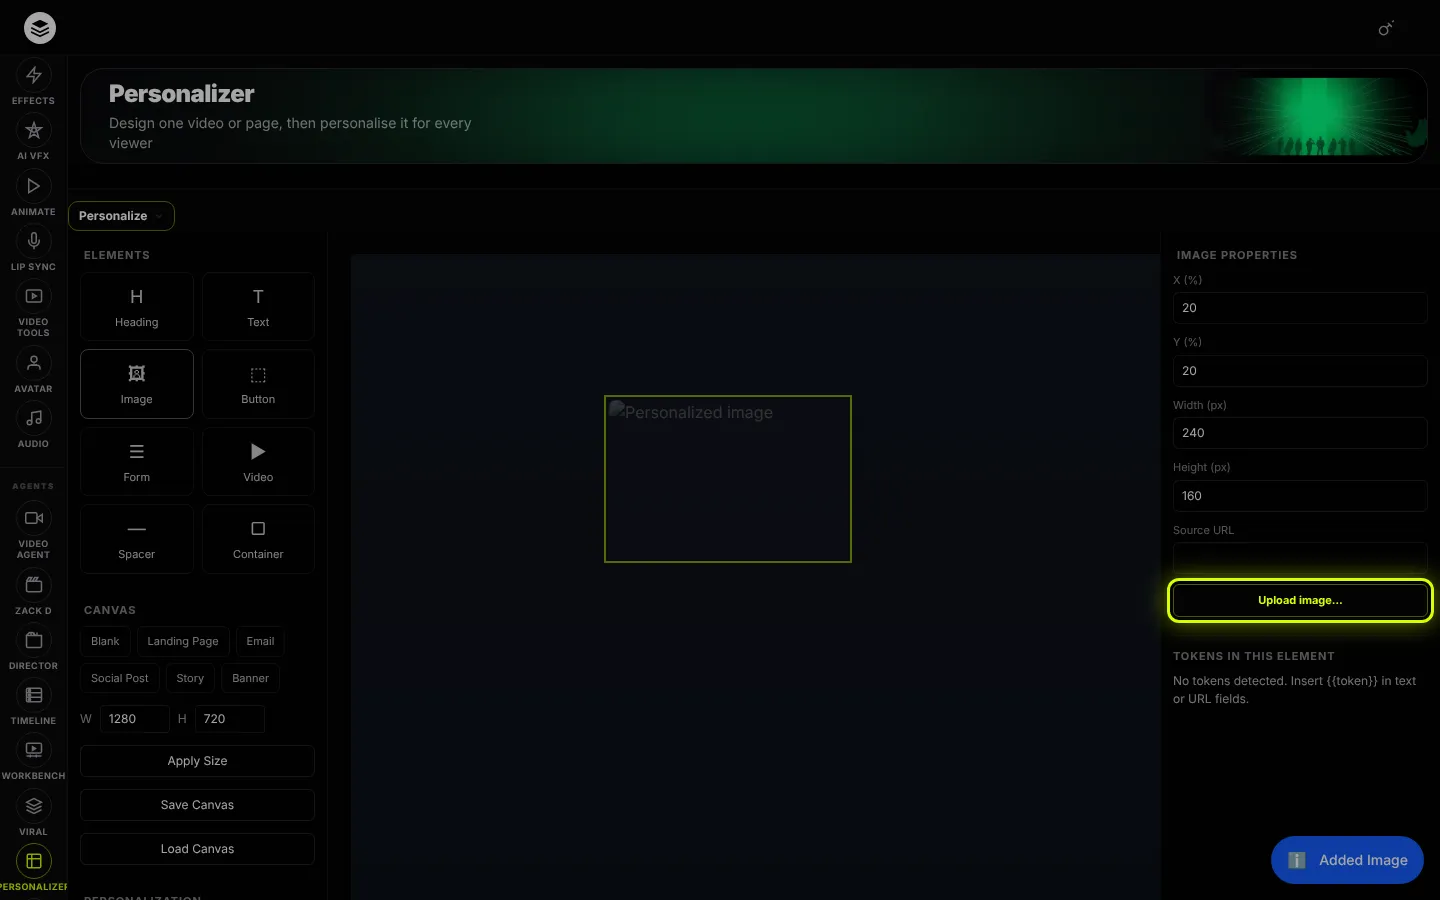 Personalizer
Design one video or page, then personalise it for every
viewer
EFFECTS
AI VFX
ANIMATE
LIP SYNC
VIDEO
TOOLS
AVATAR
AUDIO
AGENTS
VIDEO
AGENT
ZACK D
DIRECTOR
TIMELINE
WORKBENCH
VIRAL
PERSONALIZER
Personalize
ELEMENTS
H
Heading
T
Text
Image
Button
Form
Video
Spacer
Container
CANVAS
Blank
Landing Page
Email
Social Post
Story
Banner
W
1280
H
720
Apply Size
Save Canvas
Load Canvas
PERSONALIZATION
Personalized image
IMAGE PROPERTIES
X (%)
20
Y (%)
20
Width (px)
240
Height (px)
160
Source URL
Upload image...
TOKENS IN THIS ELEMENT
No tokens detected. Insert {{token}} in text
or URL fields.
Added Image